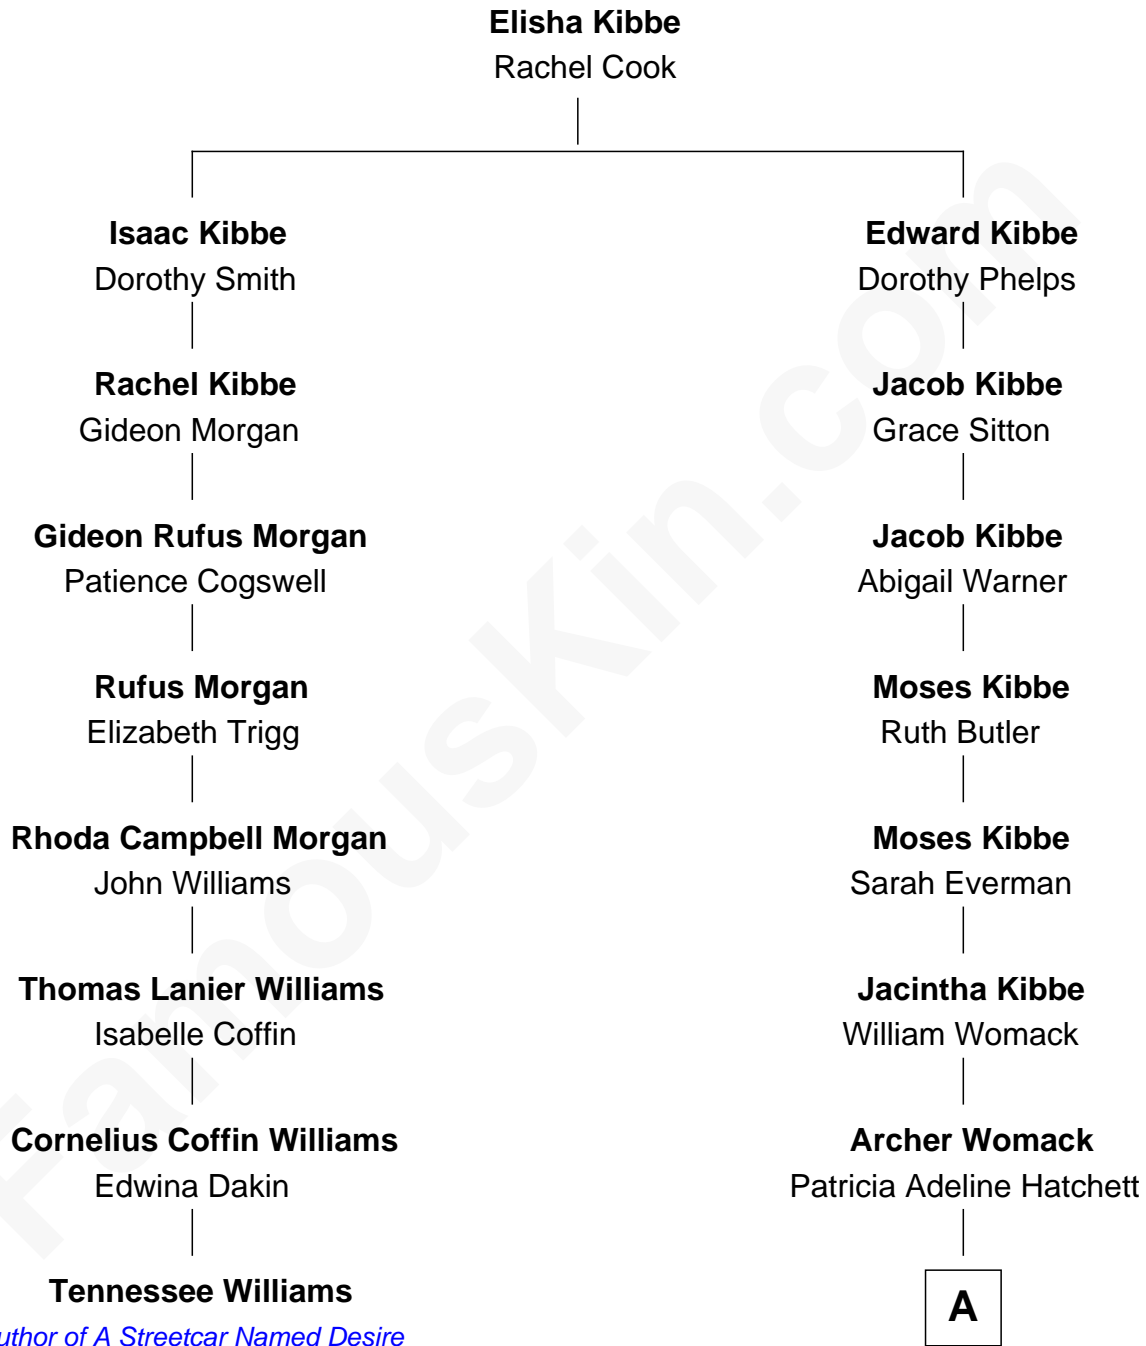 Elisha Kibbe
Rachel Cook
Isaac Kibbe
Dorothy Smith
Edward Kibbe
Dorothy Phelps
Rachel Kibbe
Gideon Morgan
Jacob Kibbe
Grace Sitton
Gideon Rufus Morgan
Patience Cogswell
Jacob Kibbe
Abigail Warner
Rufus Morgan
Elizabeth Trigg
Moses Kibbe
Ruth Butler
Rhoda Campbell Morgan
John Williams
Moses Kibbe
Sarah Everman
Thomas Lanier Williams
Isabelle Coffin
Jacintha Kibbe
William Womack
Cornelius Coffin Williams
Edwina Dakin
Archer Womack
Patricia Adeline Hatchett
Tennessee Williams
uthor of A Streetcar Named Desire
A
FamousKin.com